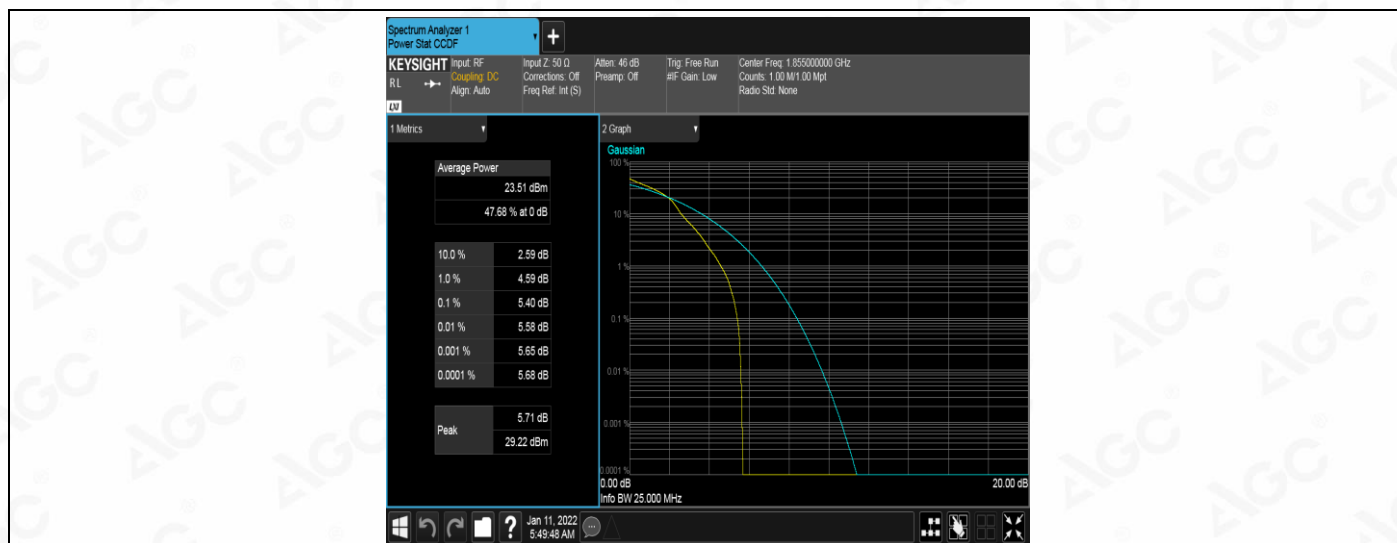 Spectrum Analyzer 1
Power Stat CCDF
+
KEYSIGHT
R L
LXI
Input: RF
Coupling: DC
Align: Auto
Input Z: 50 Ω
Corrections: Off
Freq Ref: Int (S)
Atten: 46 dB
Preamp: Off
Trig: Free Run
#IF Gain: Low
Center Freq: 1.855000000 GHz
Counts: 1.00 M/1.00 Mpt
Radio Std: None
1 Metrics
Average Power
23.51 dBm
47.68 % at 0 dB
10.0 % 2.59 dB
1.0 % 4.59 dB
0.1 % 5.40 dB
0.01 % 5.58 dB
0.001 % 5.65 dB
0.0001 % 5.68 dB
Peak
5.71 dB
29.22 dBm
2 Graph
Gaussian
100 %
10 %
1 %
0.1 %
0.01 %
0.001 %
0.0001 %
0.00 dB 20.00 dB
Info BW 25.000 MHz
?
Jan 11, 2022
5:49:48 AM
AGC